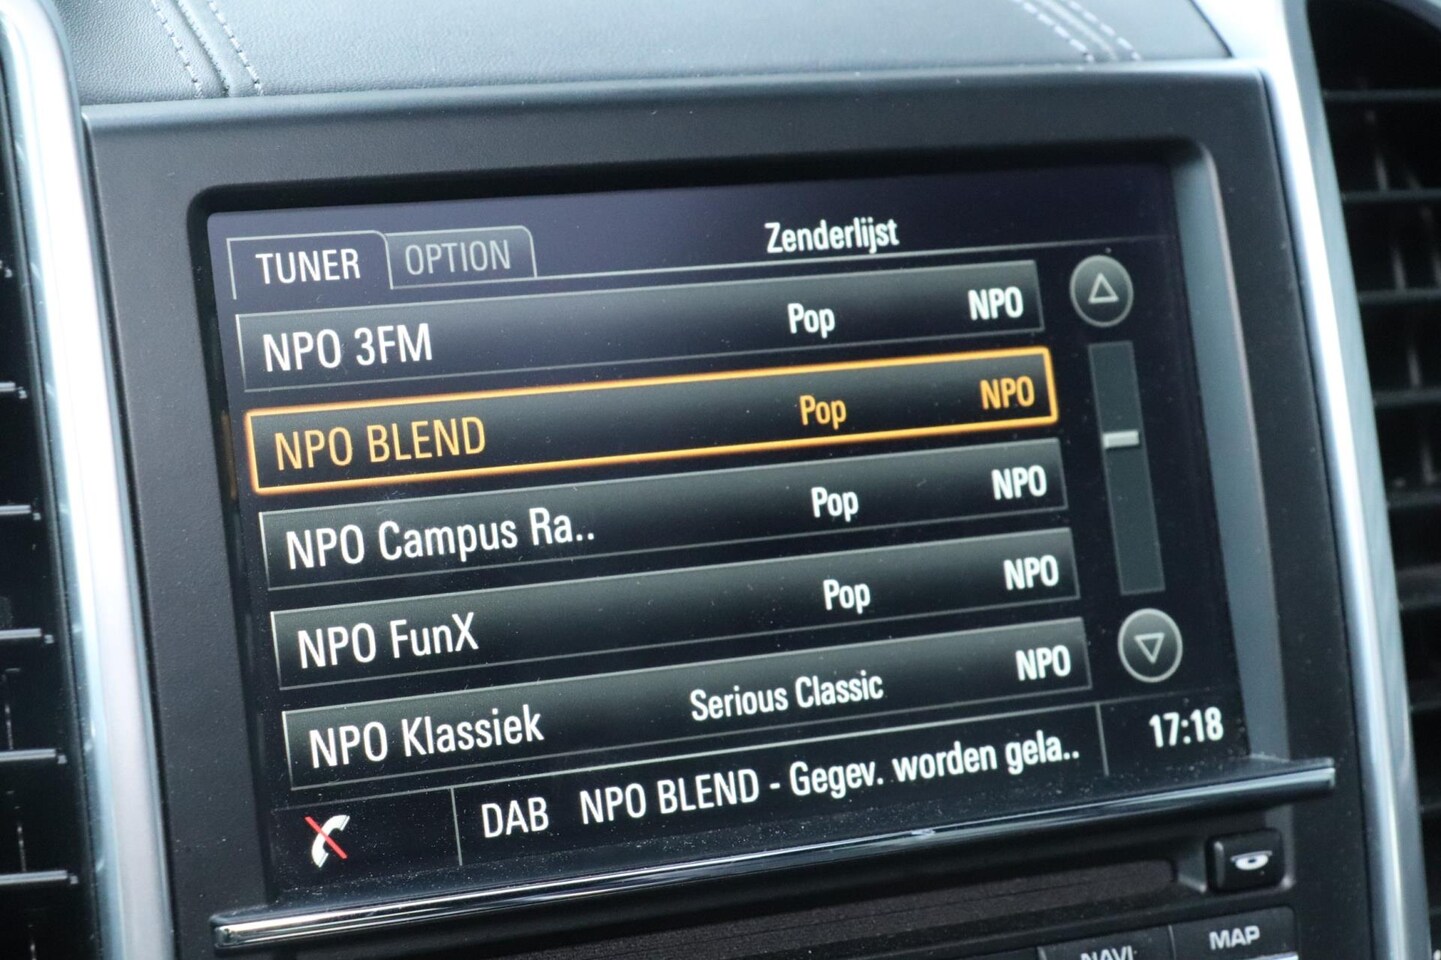 TUNER OPTION Zenderlijst
NPO 3FM Pop NPO
NPO BLEND Pop NPO
NPO Campus Ra.. Pop NPO
NPO FunX Pop NPO
NPO Klassiek Serious Classic NPO
DAB NPO BLEND - Gegev. worden gela.. 17:18
NAVI MAP